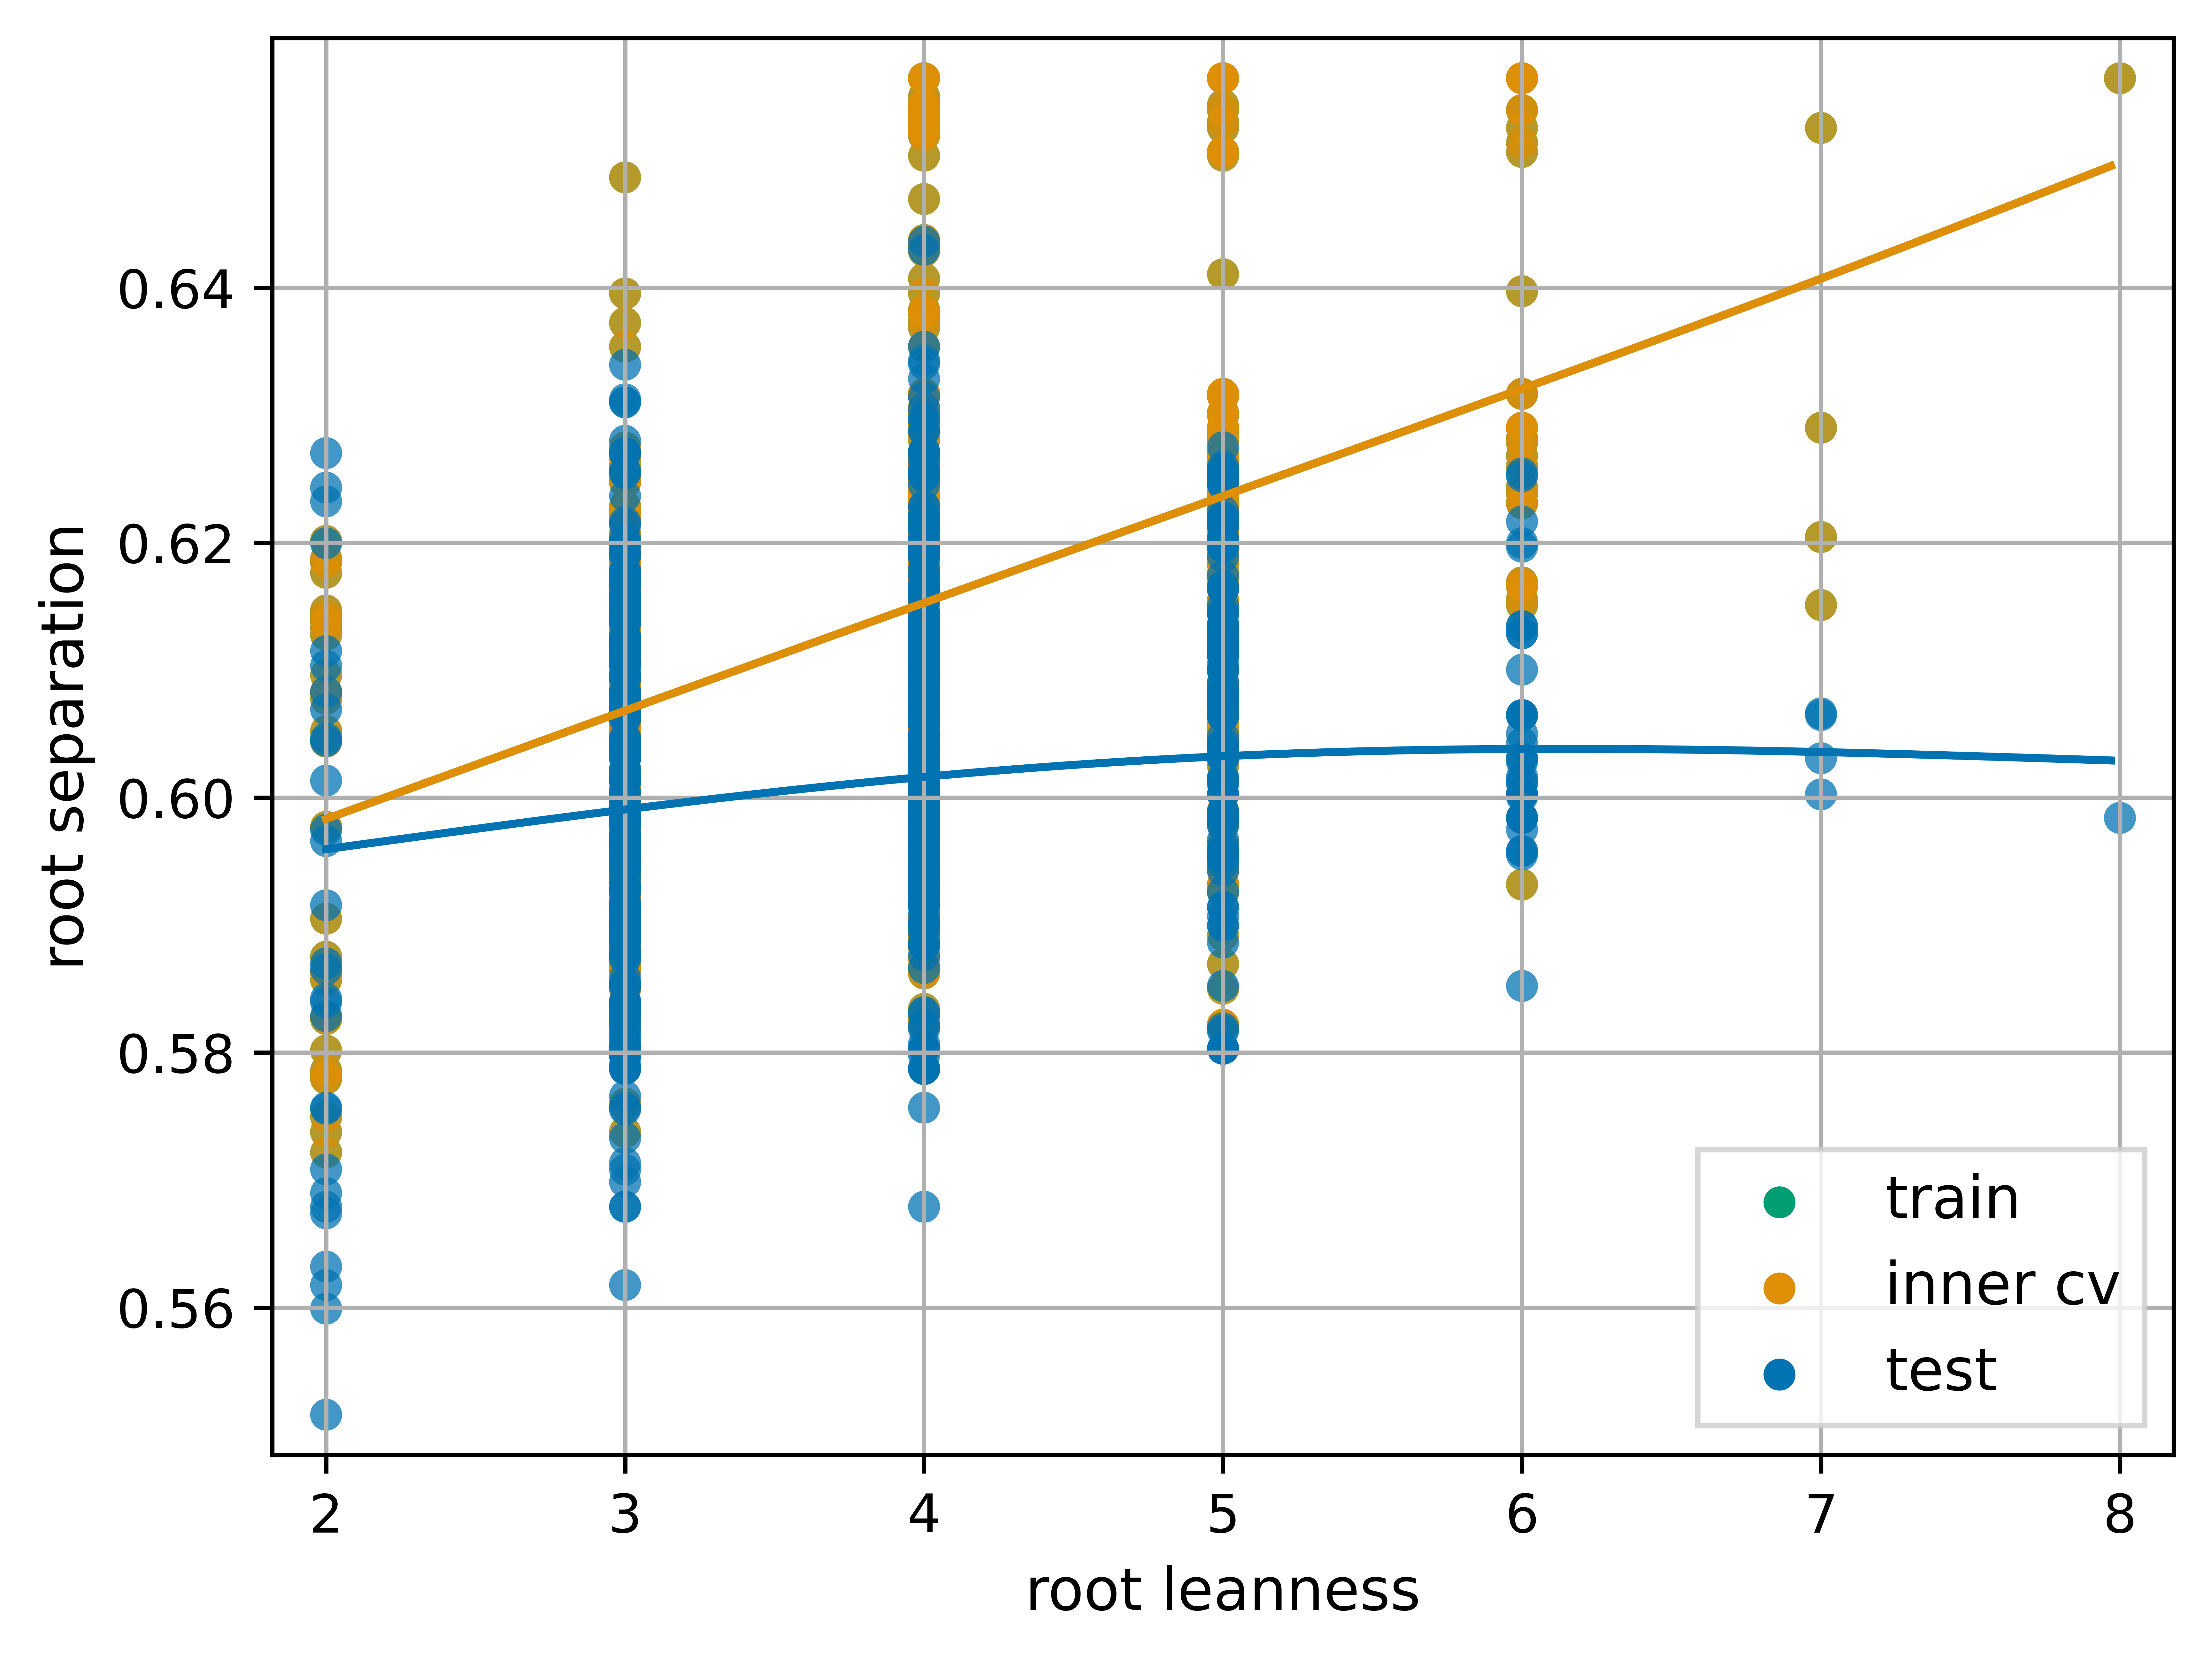 root separation
0.64
0.62
0.60
0.58
0.56
2 3 4 5 6 7 8
root leanness
train
inner cv
test